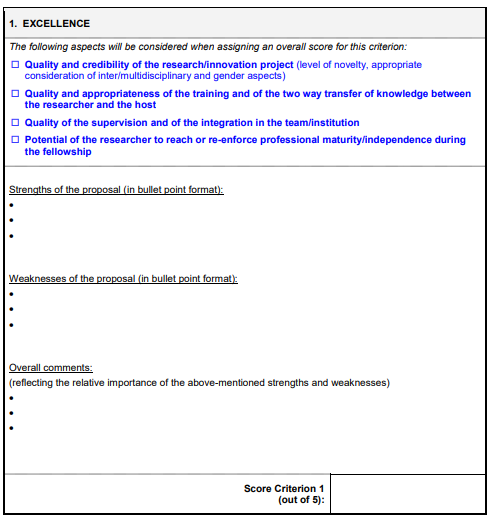 1. EXCELLENCE
The following aspects will be considered when assigning an overall score for this criterion:
☐ Quality and credibility of the research/innovation project (level of novelty, appropriate
consideration of inter/multidisciplinary and gender aspects)
☐ Quality and appropriateness of the training and of the two way transfer of knowledge between
the researcher and the host
☐ Quality of the supervision and of the integration in the team/institution
☐ Potential of the researcher to reach or re-enforce professional maturity/independence during
the fellowship
Strengths of the proposal (in bullet point format):
•
•
•
Weaknesses of the proposal (in bullet point format):
•
•
•
Overall comments:
(reflecting the relative importance of the above-mentioned strengths and weaknesses)
•
•
•
Score Criterion 1
(out of 5):